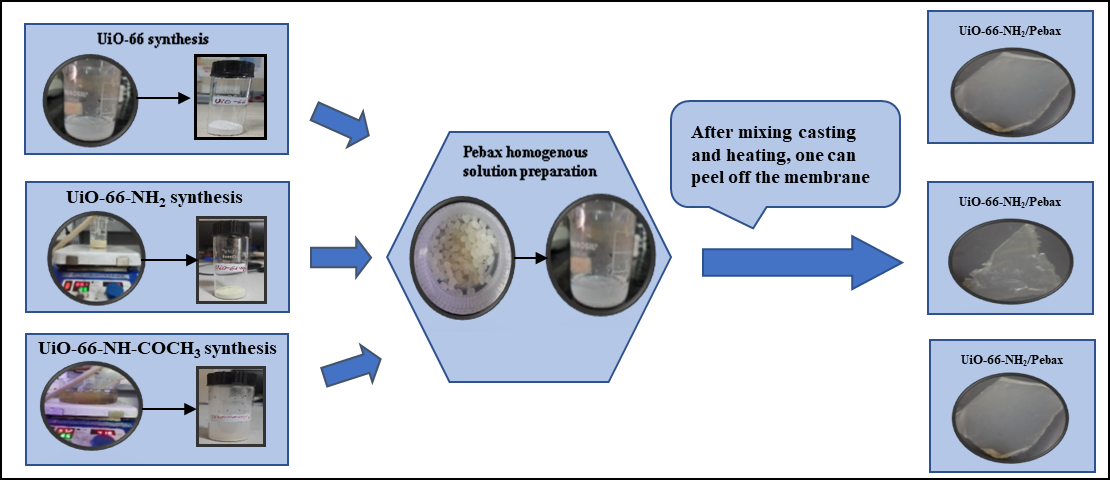 UiO-66 synthesis
UiO-66-NH₂ synthesis
UiO-66-NH-COCH₃ synthesis
Pebax homogenous
solution preparation
After mixing casting
and heating, one can
peel off the membrane
UiO-66-NH₂/Pebax
UiO-66-NH₂/Pebax
UiO-66-NH₂/Pebax